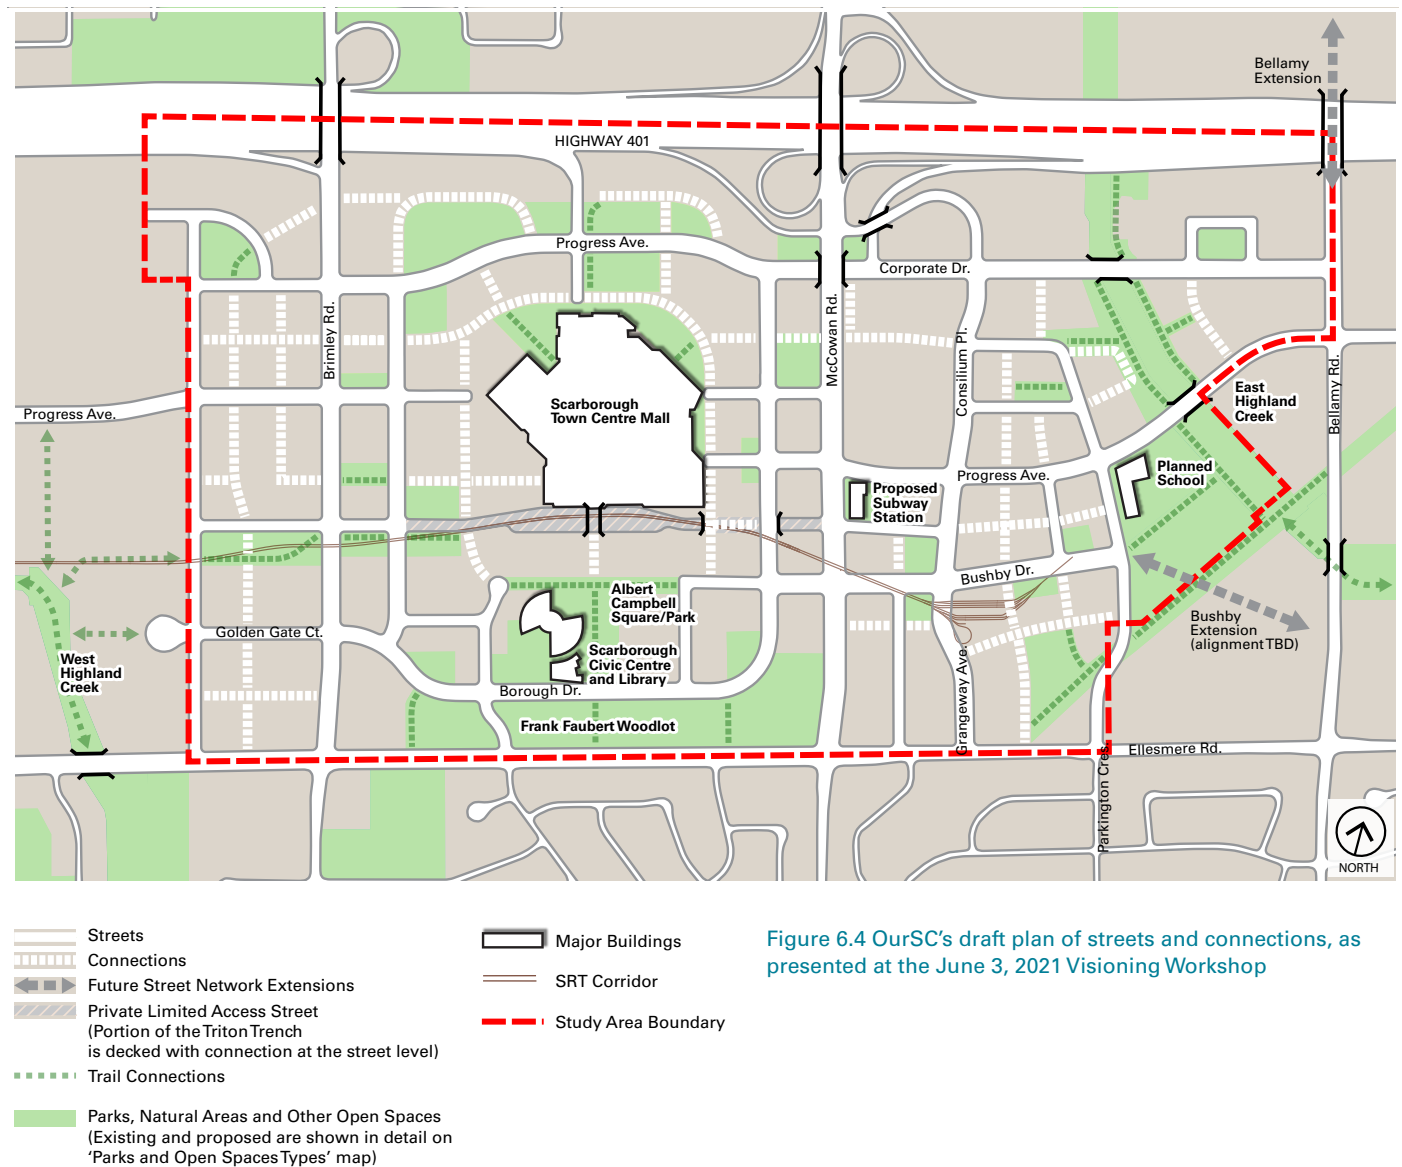 Bellamy
Extension
HIGHWAY 401
Progress Ave.
Corporate Dr.
Brimley Rd.
McCowan Rd.
Consilium Pl.
Bellamy Rd.
Progress Ave.
Scarborough
Town Centre Mall
East
Highland
Creek
Progress Ave.
Planned
School
Proposed
Subway
Station
Bushby Dr.
Albert
Campbell
Square/Park
Bushby
Extension
(alignment TBD)
Golden Gate Ct.
West
Highland
Creek
Scarborough
Civic Centre
and Library
Borough Dr.
Grangeway Ave.
Frank Faubert Woodlot
Ellesmere Rd.
Parkington Cres.
NORTH
Streets
Connections
Future Street Network Extensions
Private Limited Access Street
(Portion of the Triton Trench
is decked with connection at the street level)
Trail Connections
Parks, Natural Areas and Other Open Spaces
(Existing and proposed are shown in detail on
‘Parks and Open Spaces Types’ map)
Major Buildings
SRT Corridor
Study Area Boundary
Figure 6.4 OurSC’s draft plan of streets and connections, as
presented at the June 3, 2021 Visioning Workshop